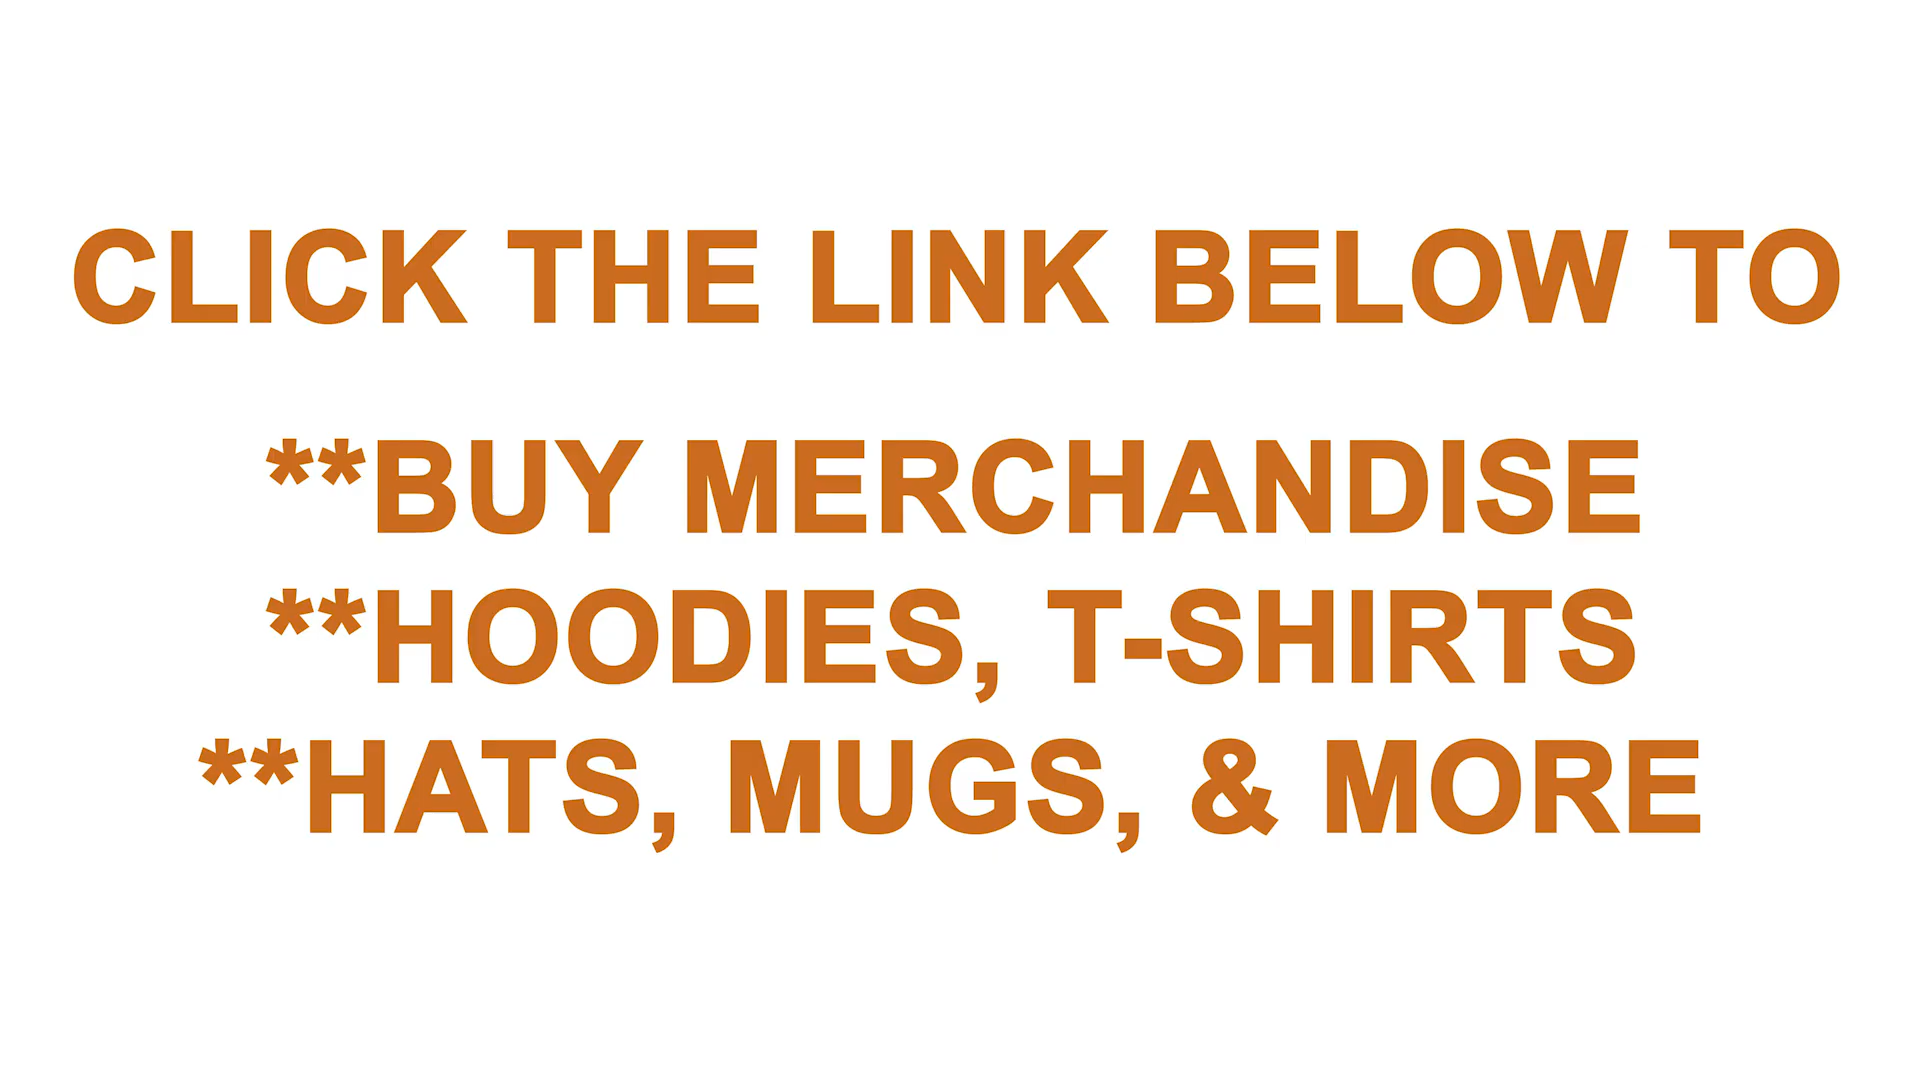 CLICK THE LINK BELOW TO
**BUY MERCHANDISE
**HOODIES, T-SHIRTS
**HATS, MUGS, & MORE